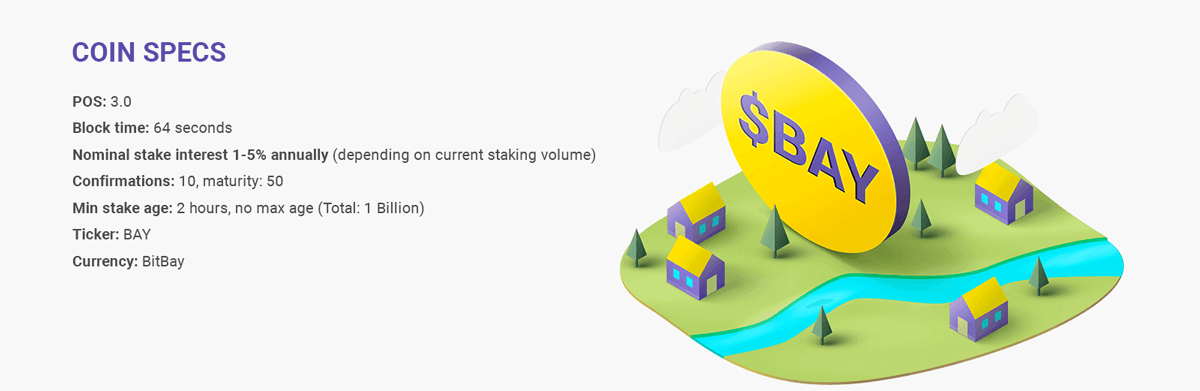 COIN SPECS
POS: 3.0
Block time: 64 seconds
Nominal stake interest 1-5% annually (depending on current staking volume)
Confirmations: 10, maturity: 50
Min stake age: 2 hours, no max age (Total: 1 Billion)
Ticker: BAY
Currency: BitBay
$BAY